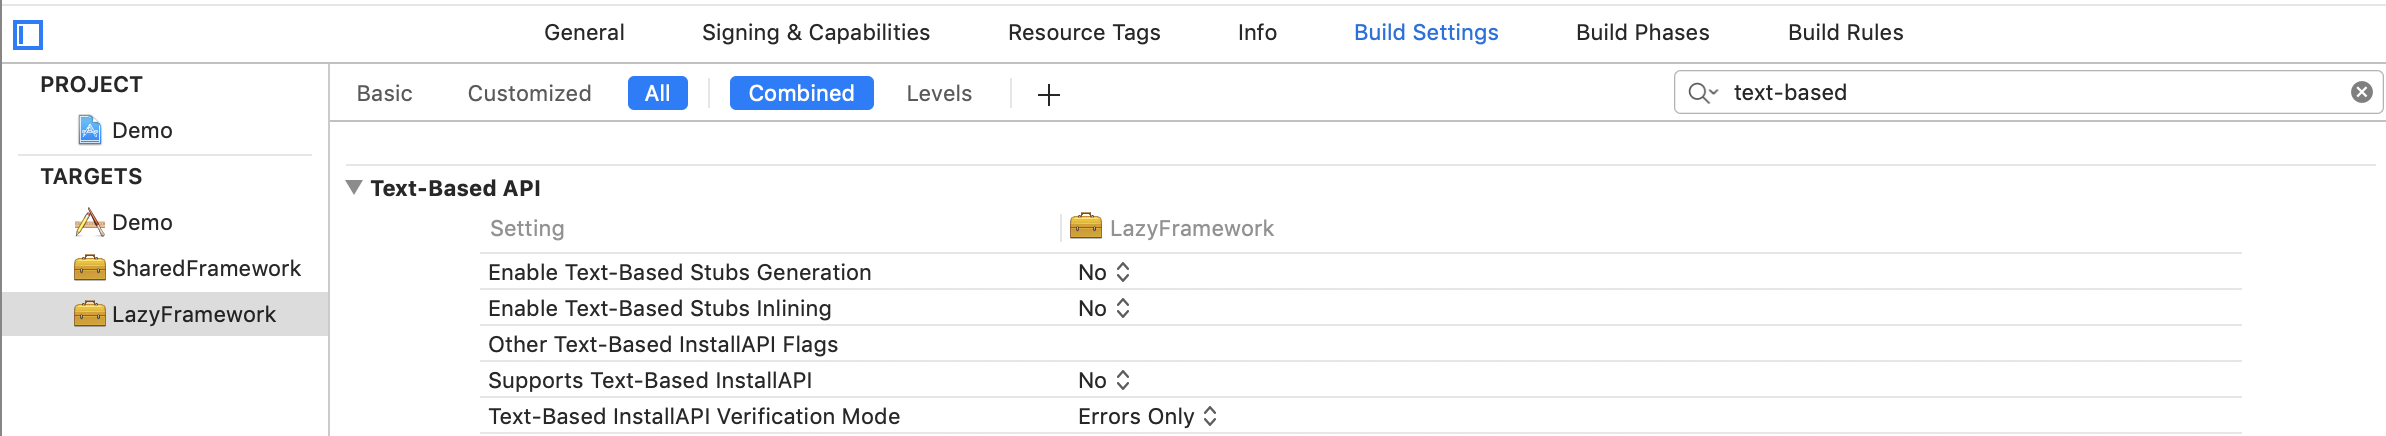 General Signing & Capabilities Resource Tags Info Build Settings Build Phases Build Rules
PROJECT
Demo
TARGETS
Demo
SharedFramework
LazyFramework
Basic Customized All Combined Levels + text-based
Text-Based API
Setting LazyFramework
Enable Text-Based Stubs Generation No
Enable Text-Based Stubs Inlining No
Other Text-Based InstallAPI Flags
Supports Text-Based InstallAPI No
Text-Based InstallAPI Verification Mode Errors Only